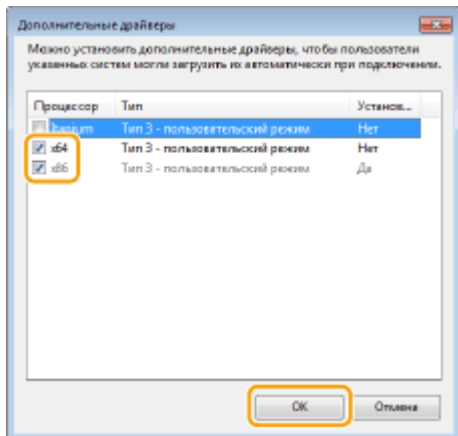 Дополнительные драйверы
Можно установить дополнительные драйверы, чтобы пользователи
указанных систем могли загрузить их автоматически при подключении.
Процессор Тип Установ...
Itanium Тип 3 - пользовательский режим Нет
x64 Тип 3 - пользовательский режим Нет
x86 Тип 3 - пользовательский режим Да
OK Отмена